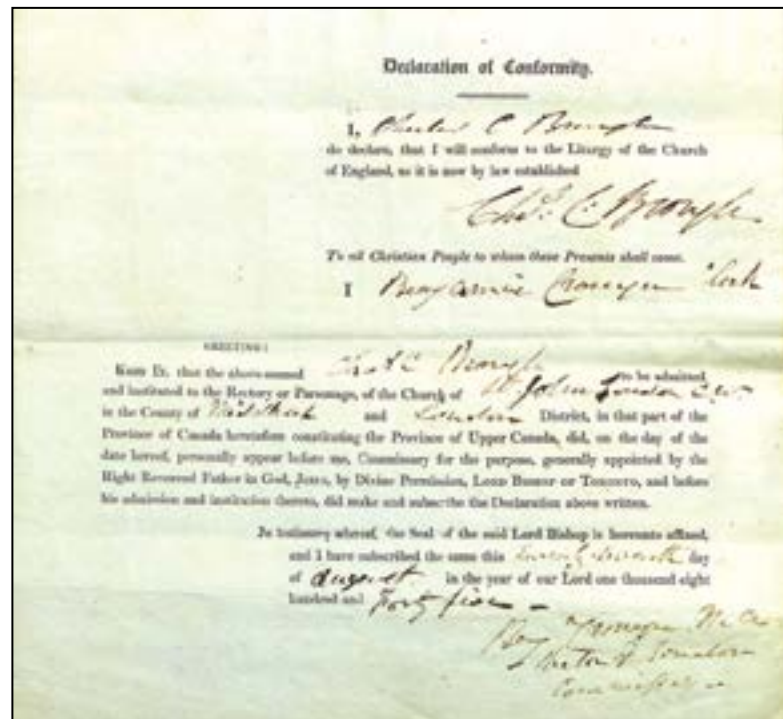 Declaration of Conformity.
I, Charles C Brough
do declare, that I will conform to the Liturgy of the Church
of England, as it is now by law established
Chas. C. Brough
To all Christian People to whom these Presents shall come.
I Benjamin Cronyn Clerk
GREETING:
KNOW YE, that the above-named Chas C Brough to be admitted
and instituted to the Rectory or Parsonage, of the Church of St John London C.W.
in the County of Middlesex and London District, in that part of the
Province of Canada heretofore constituting the Province of Upper Canada, did, on the day of the
date hereof, personally appear before me, Commissary for the purpose, generally appointed by the
Right Reverend Father in God, JOHN, by Divine Permission, LORD BISHOP OF TORONTO, and before
his admission and institution thereto, did make and subscribe the Declaration above written.
In testimony whereof, the Seal of the said Lord Bishop is hereunto affixed,
and I have subscribed the same this twenty seventh day
of August in the year of our Lord one thousand eight
hundred and Forty five –
Ben Cronyn
Rector of London
Commissary